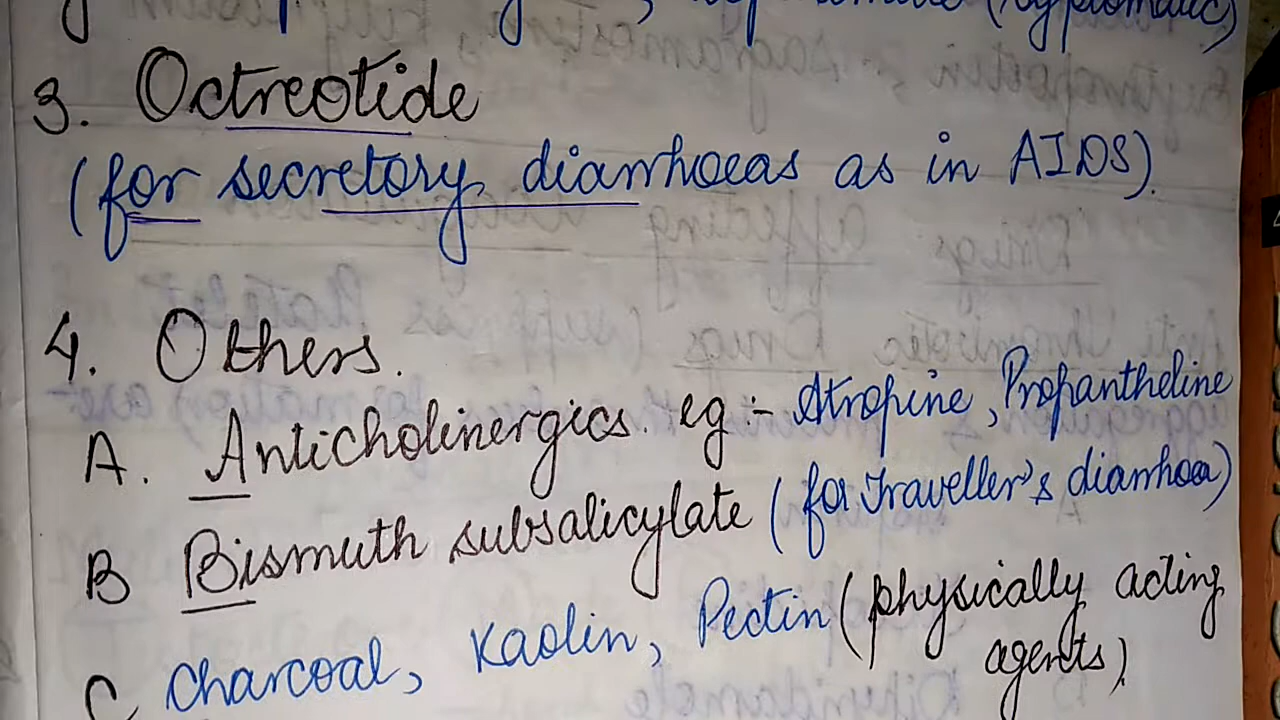 (Symptomatic)
3. Octreotide
(for secretory diarrhoeas as in AIDS).
4. Others.
A. Anticholinergics. eg :- Atropine, Propantheline
B Bismuth subsalicylate (for Traveller's diarrhoea)
C Charcoal, Kaolin, Pectin (physically acting
agents)